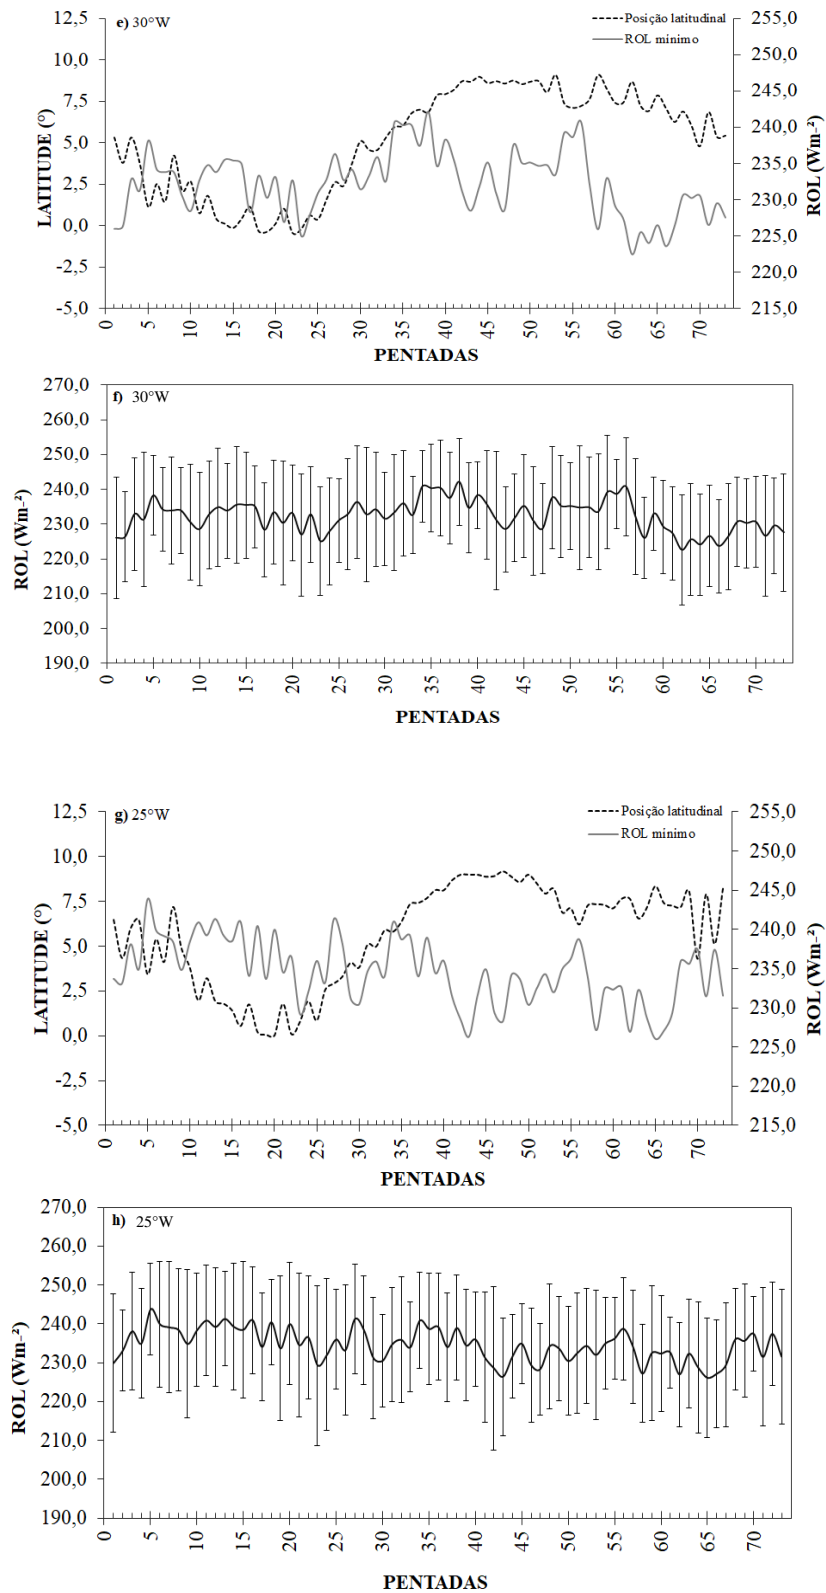 e) 30°W
Posição latitudinal
ROL minimo
LATITUDE (°)
12,5
10,0
7,5
5,0
2,5
0,0
-2,5
-5,0
255,0
250,0
245,0
240,0
235,0
230,0
225,0
220,0
215,0
ROL (Wm-²)
0 5 10 15 20 25 30 35 40 45 50 55 60 65 70
PENTADAS
f) 30°W
ROL (Wm-²)
270,0
260,0
250,0
240,0
230,0
220,0
210,0
200,0
190,0
0 5 10 15 20 25 30 35 40 45 50 55 60 65 70
PENTADAS
g) 25°W
Posição latitudinal
ROL minimo
LATITUDE (°)
12,5
10,0
7,5
5,0
2,5
0,0
-2,5
-5,0
255,0
250,0
245,0
240,0
235,0
230,0
225,0
220,0
215,0
ROL (Wm-²)
0 5 10 15 20 25 30 35 40 45 50 55 60 65 70
PENTADAS
h) 25°W
ROL (Wm-²)
270,0
260,0
250,0
240,0
230,0
220,0
210,0
200,0
190,0
0 5 10 15 20 25 30 35 40 45 50 55 60 65 70
PENTADAS